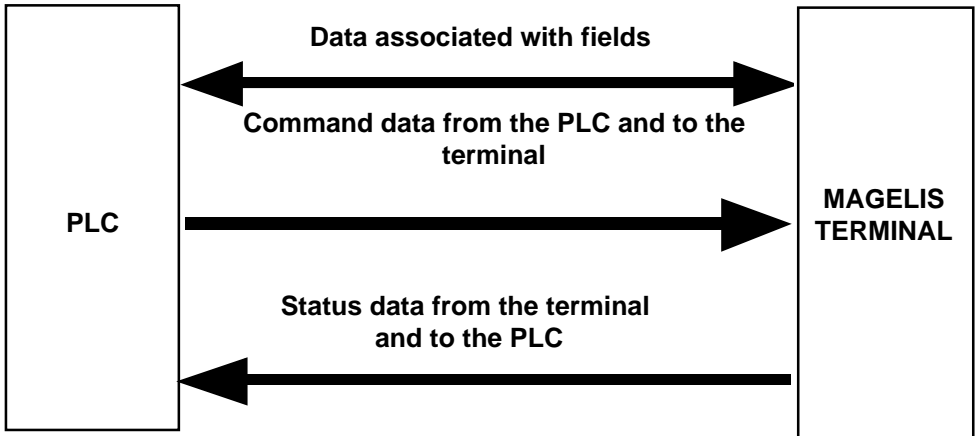 Data associated with fields
Command data from the PLC and to the
terminal
PLC
MAGELIS
TERMINAL
Status data from the terminal
and to the PLC